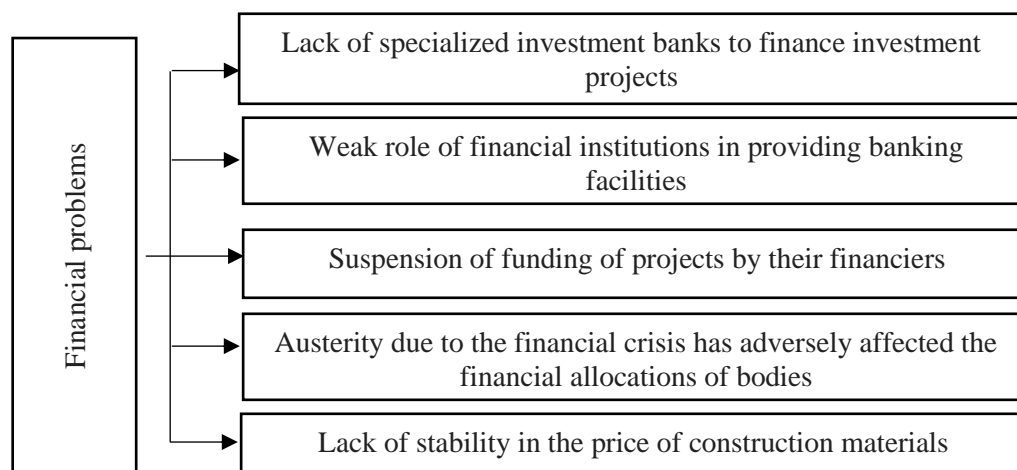 Financial problems
Lack of specialized investment banks to finance investment
projects
Weak role of financial institutions in providing banking
facilities
Suspension of funding of projects by their financiers
Austerity due to the financial crisis has adversely affected the
financial allocations of bodies
Lack of stability in the price of construction materials